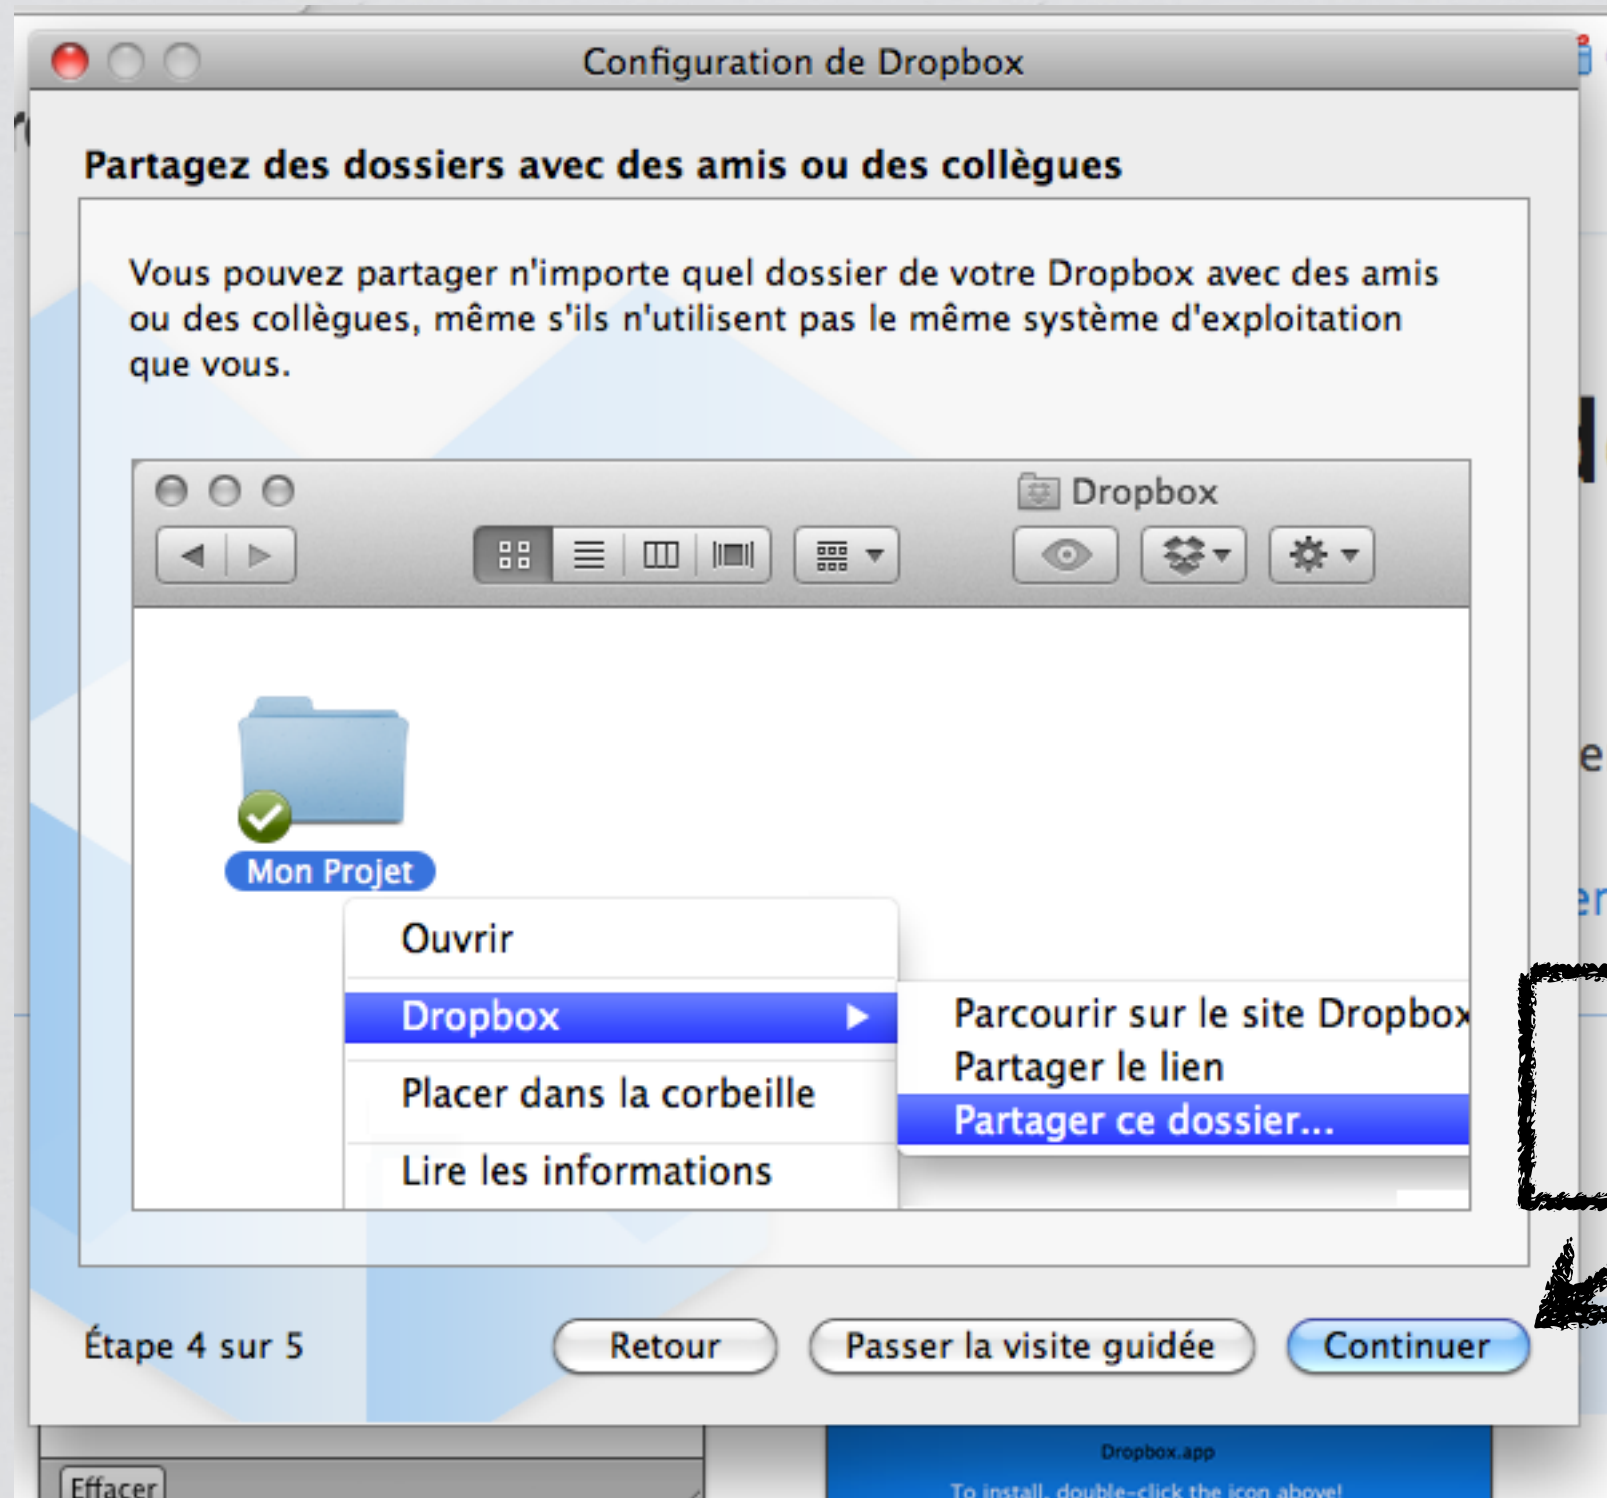 Configuration de Dropbox
Partagez des dossiers avec des amis ou des collègues
Vous pouvez partager n'importe quel dossier de votre Dropbox avec des amis
ou des collègues, même s'ils n'utilisent pas le même système d'exploitation
que vous.
Dropbox
Mon Projet
Ouvrir
Dropbox
Parcourir sur le site Dropbox
Partager le lien
Placer dans la corbeille
Partager ce dossier...
Lire les informations
Étape 4 sur 5
Retour
Passer la visite guidée
Continuer
Dropbox.app
Effacer
To install, double-click the icon above!